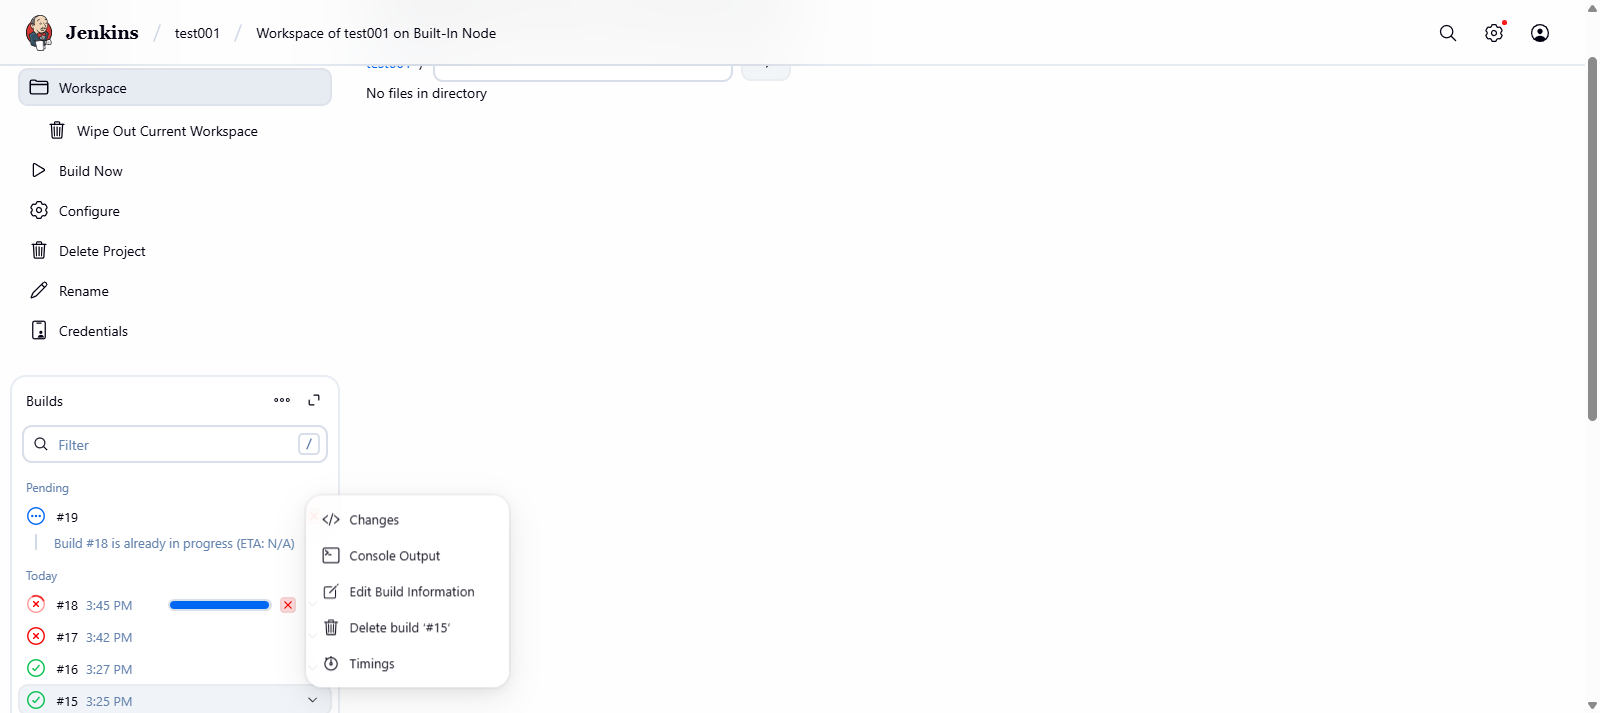 Jenkins / test001 / Workspace of test001 on Built-In Node
test001 /
Workspace
No files in directory
Wipe Out Current Workspace
Build Now
Configure
Delete Project
Rename
Credentials
Builds
Filter /
Pending
#19
Build #18 is already in progress (ETA: N/A)
Today
#18 3:45 PM
#17 3:42 PM
#16 3:27 PM
#15 3:25 PM
Changes
Console Output
Edit Build Information
Delete build ‘#15’
Timings